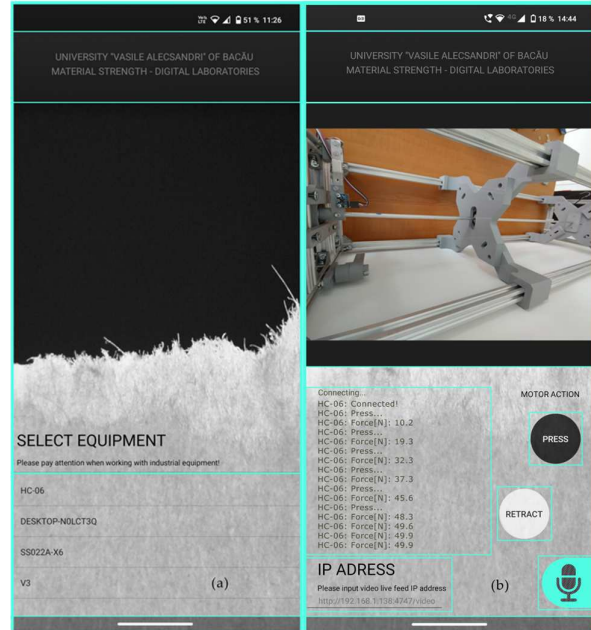 VoLTE 51 % 11:26
UNIVERSITY "VASILE ALECSANDRI" OF BACĂU
MATERIAL STRENGTH - DIGITAL LABORATORIES
SELECT EQUIPMENT
Please pay attention when working with industrial equipment!
HC-06
DESKTOP-N0LCT3Q
SS022A-X6
V3
(a)
4G 18 % 14:44
UNIVERSITY "VASILE ALECSANDRI" OF BACĂU
MATERIAL STRENGTH - DIGITAL LABORATORIES
Connecting...
HC-06: Connected!
HC-06: Press...
HC-06: Force[N]: 10.2
HC-06: Press...
HC-06: Force[N]: 19.3
HC-06: Press...
HC-06: Force[N]: 32.3
HC-06: Press...
HC-06: Force[N]: 37.3
HC-06: Press...
HC-06: Force[N]: 45.6
HC-06: Press...
HC-06: Force[N]: 48.3
HC-06: Force[N]: 49.6
HC-06: Force[N]: 49.9
HC-06: Force[N]: 49.9
MOTOR ACTION
PRESS
RETRACT
IP ADRESS
Please input video live feed IP address
http://192.168.1.138:4747/video
(b)